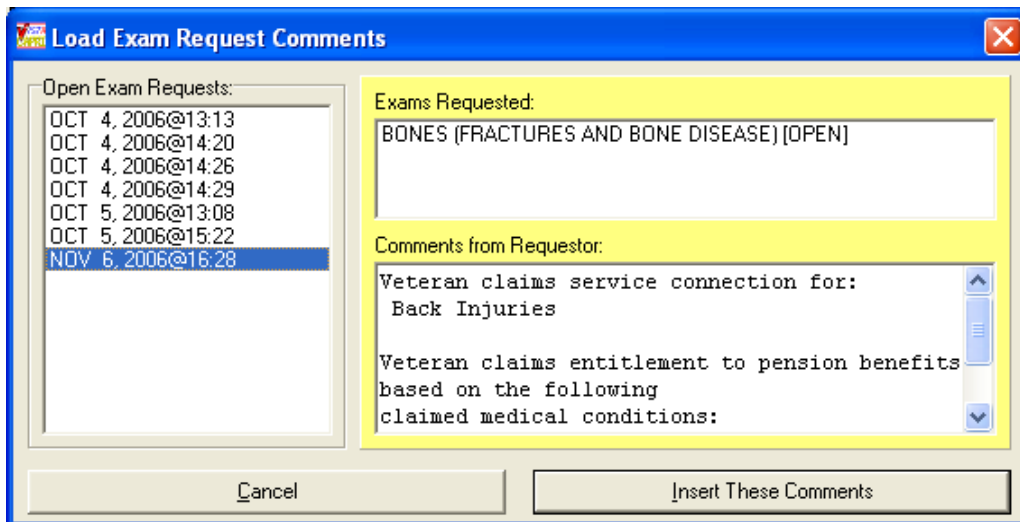 Load Exam Request Comments
Open Exam Requests:
OCT 4, 2006@13:13
OCT 4, 2006@14:20
OCT 4, 2006@14:26
OCT 4, 2006@14:29
OCT 5, 2006@13:08
OCT 5, 2006@15:22
NOV 6, 2006@16:28
Exams Requested:
BONES (FRACTURES AND BONE DISEASE) [OPEN]
Comments from Requestor:
Veteran claims service connection for:
Back Injuries
Veteran claims entitlement to pension benefits
based on the following
claimed medical conditions:
Cancel
Insert These Comments